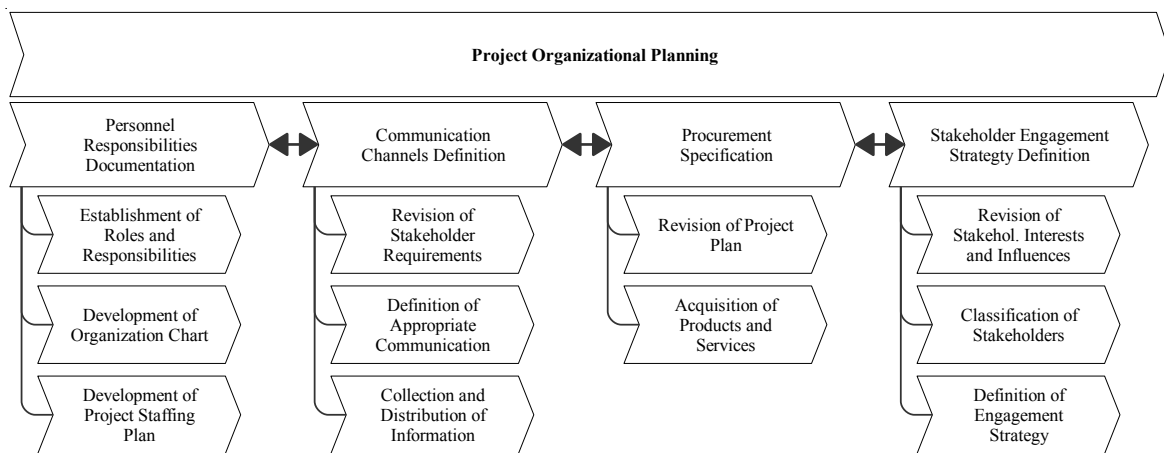 Project Organizational Planning
Personnel
Responsibilities
Documentation
Communication
Channels Definition
Procurement
Specification
Stakeholder Engagement
Strategty Definition
Establishment of
Roles and
Responsibilities
Revision of
Stakeholder
Requirements
Revision of Project
Plan
Revision of
Stakehol. Interests
and Influences
Development of
Organization Chart
Definition of
Appropriate
Communication
Acquisition of
Products and
Services
Classification of
Stakeholders
Development of
Project Staffing
Plan
Collection and
Distribution of
Information
Definition of
Engagement
Strategy